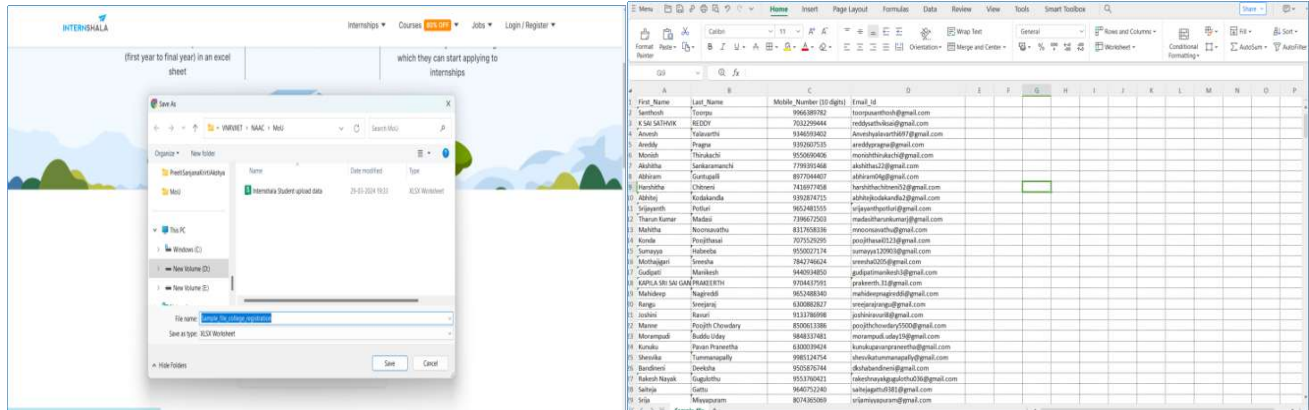 INTERNSHALA
Internships Courses 80% OFF Jobs Login / Register
(first year to final year) in an excel
sheet
which they can start applying to
internships
Save As
VNRVJIET > NAAC > MoU
Search MoU
Organize New folder
PreetiSanjanaKirtiAkshya
MoU
This PC
Windows (C:)
New Volume (D:)
New Volume (E:)
Name Date modified Type
Internshala Student upload data 29-03-2024 19:33 XLSX Worksheet
File name: Sample_file_college_registration
Save as type: XLSX Worksheet
Hide Folders
Save Cancel
Menu Home Insert Page Layout Formulas Data Review View Tools Smart Toolbox Share
Format Painter Paste Calibri 11 Wrap Text General Rows and Columns Fill Sort
B I U A Orientation Merge and Center Worksheet Conditional Formatting AutoSum AutoFilter
G9 fx
A B C D E F G H I J K L M N O P
First_Name Last_Name Mobile_Number (10 digits) Email_Id
Santhosh Toorpu 9966389782 toorpusanthosh@gmail.com
K SAI SATHVIK REDDY 7032299444 reddysathviksai@gmail.com
Anvesh Yalavarthi 9346593402 Anveshyalavarthi697@gmail.com
Areddy Pragna 9392607535 areddypragna@gmail.com
Monish Thirukachi 9550690406 monishthirukachi@gmail.com
Akshitha Sankaramanchi 7799393468 akshithas22@gmail.com
Abhiram Guntupalli 8977044407 abhiram04g@gmail.com
Harshitha Chitneni 7416977458 harshithachitneni52@gmail.com
Abhitej Kodakandla 9392874715 abhitejkodakandla2@gmail.com
Srijayanth Potluri 9652481555 srijayanthpotluri@gmail.com
Tharun Kumar Madasi 7396672503 madasitharunkumarj@gmail.com
Mahitha Noonsavathu 8317658336 mnoonsavathu@gmail.com
Konda Poojithasai 7075529295 poojithasail0123@gmail.com
Sumayya Habeeba 9550027174 sumayya120903@gmail.com
Mothajigari Sreesha 7842746624 sreesha0205@gmail.com
Gudipati Manikesh 9440934850 gudipatimanikesh3@gmail.com
KAPILA SRI SAI GAN PRAKEERTH 9704437591 prakeerth.31@gmail.com
Mahideep Nagireddi 9652488340 mahideepnagireddi@gmail.com
Rangu Sreejaraj 6300882827 sreejarajrangu@gmail.com
Joshini Ravuri 9133786998 joshiniravuri8@gmail.com
Manne Poojith Chowdary 8500613386 poojithchowdary5500@gmail.com
Morampudi Buddu Uday 9848337481 morampudi.uday19@gmail.com
Kunuku Pavan Praneetha 6300039424 kunukupavanpraneetha@gmail.com
Shesvika Tummanapally 9985124754 shesvikatummanapally@gmail.com
Bandineni Deeksha 9505876744 dkshabandineni@gmail.com
Rakesh Nayak Gugulothu 9553760421 rakeshnayakgugulothu036@gmail.com
Saiteja Gattu 9640752240 saitejagattu9381@gmail.com
Srija Miyyapuram 8074365069 srijamiyyapuram@gmail.com